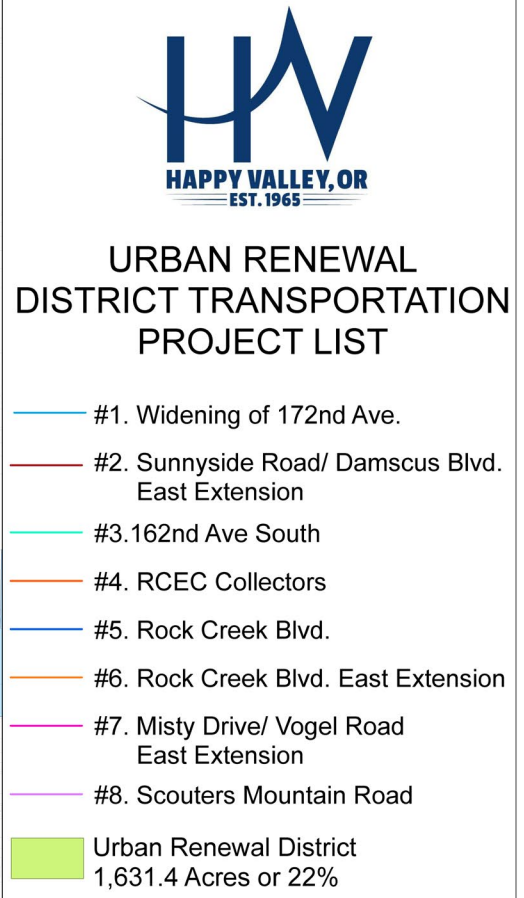 HV
HAPPY VALLEY, OR
EST. 1965
URBAN RENEWAL
DISTRICT TRANSPORTATION
PROJECT LIST
#1. Widening of 172nd Ave.
#2. Sunnyside Road/ Damscus Blvd.
East Extension
#3.162nd Ave South
#4. RCEC Collectors
#5. Rock Creek Blvd.
#6. Rock Creek Blvd. East Extension
#7. Misty Drive/ Vogel Road
East Extension
#8. Scouters Mountain Road
Urban Renewal District
1,631.4 Acres or 22%